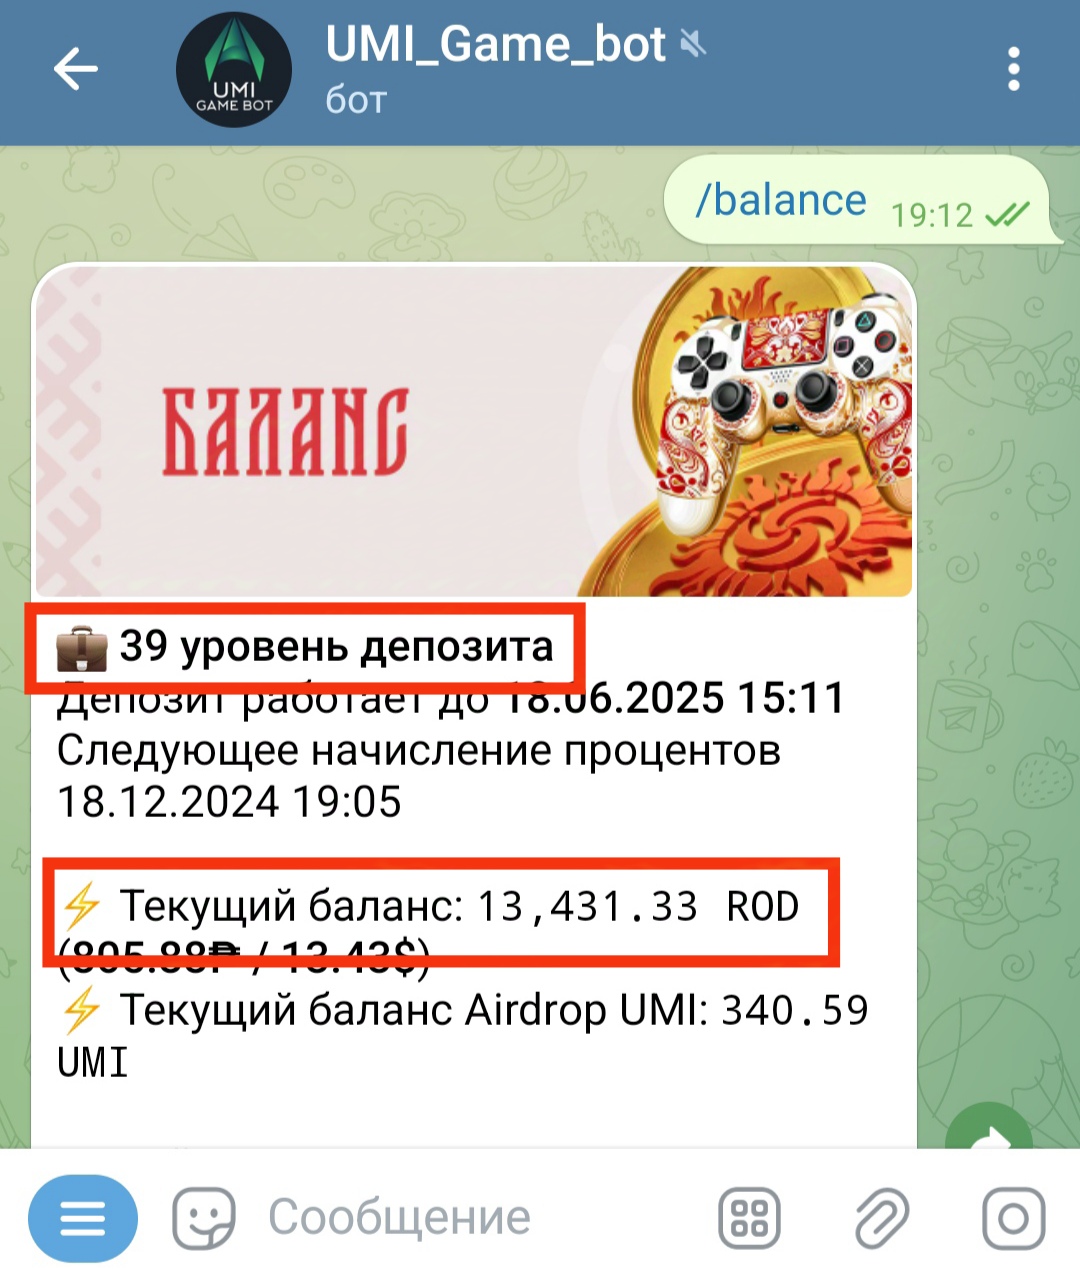 UMI_Game_bot
UMI
GAME BOT
бот
/balance
19:12
БАЛАНС
39 уровень депозита
Депозит работает до 18.06.2025 15:11
Следующее начисление процентов
18.12.2024 19:05
Текущий баланс: 13,431.33 ROD
(805.88₽ / 13.43$)
Текущий баланс Airdrop UMI: 340.59
UMI
Сообщение